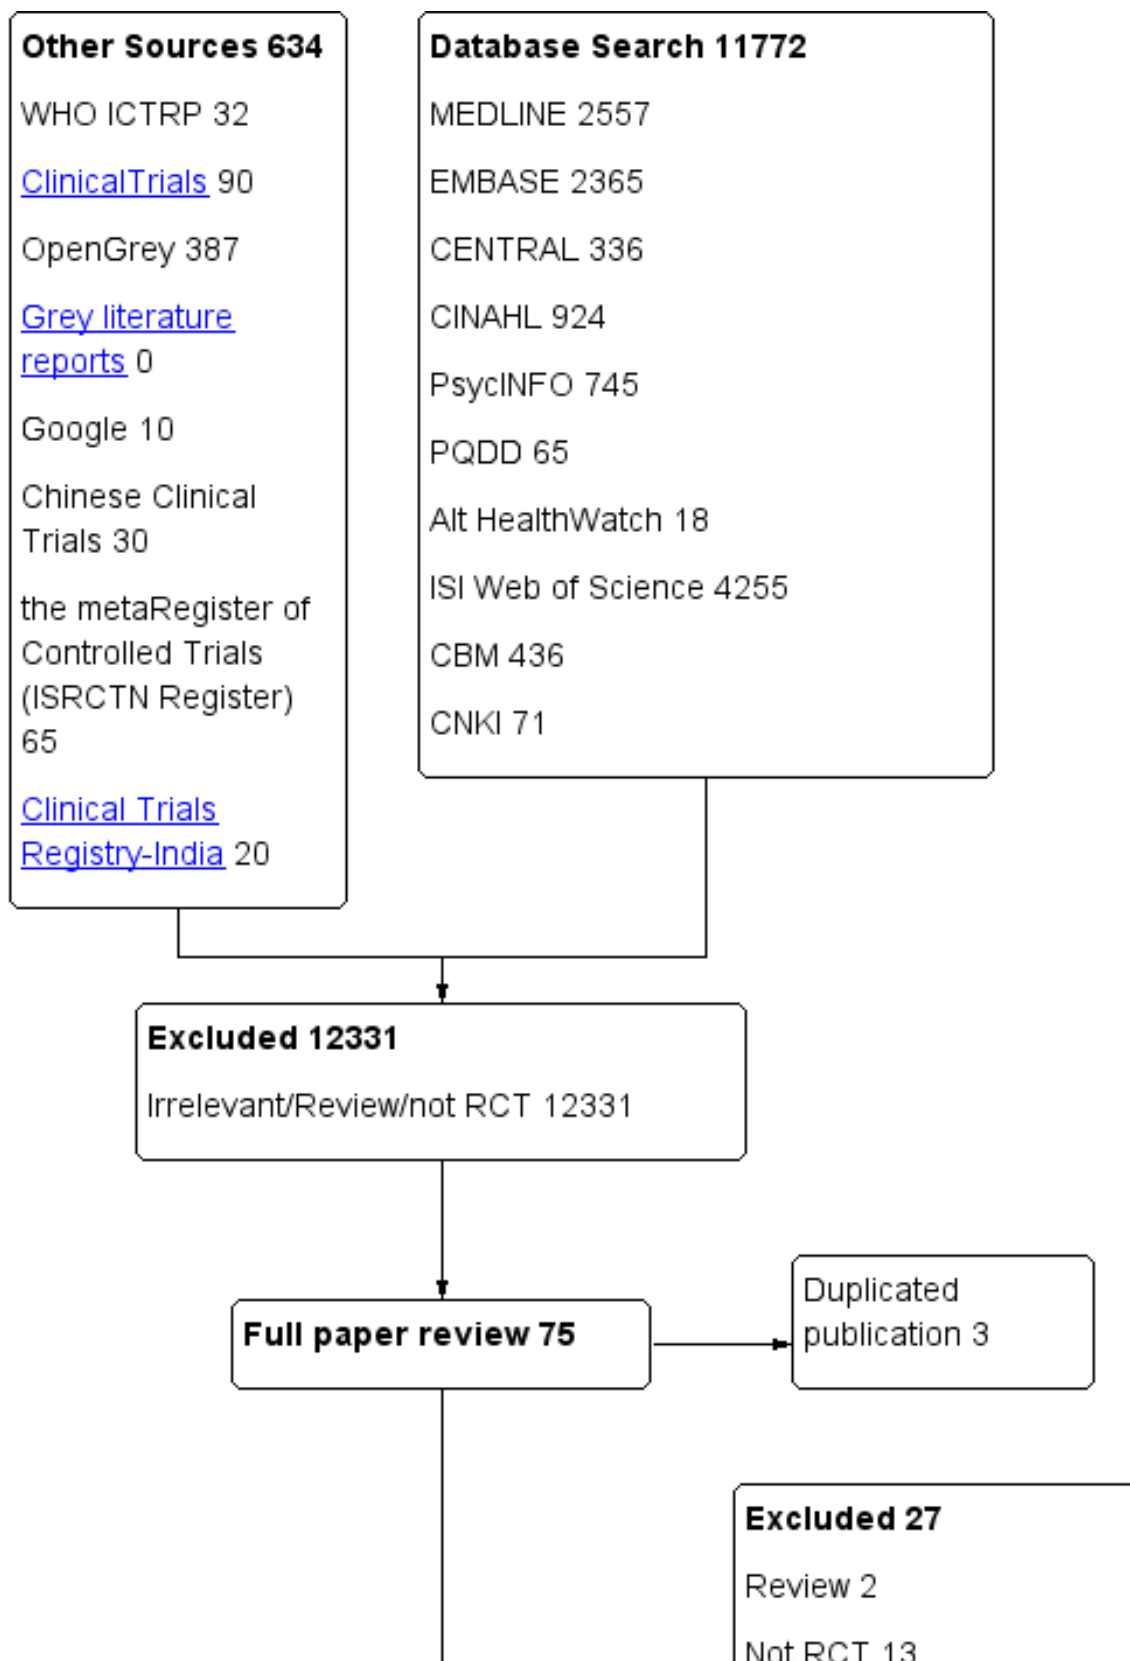 Other Sources 634
WHO ICTRP 32
ClinicalTrials 90
OpenGrey 387
Grey literature
reports 0
Google 10
Chinese Clinical
Trials 30
the metaRegister of
Controlled Trials
(ISRCTN Register)
65
Clinical Trials
Registry-India 20
Database Search 11772
MEDLINE 2557
EMBASE 2365
CENTRAL 336
CINAHL 924
PsycINFO 745
PQDD 65
Alt HealthWatch 18
ISI Web of Science 4255
CBM 436
CNKI 71
Excluded 12331
Irrelevant/Review/not RCT 12331
Full paper review 75
Duplicated
publication 3
Excluded 27
Review 2
Not RCT 13